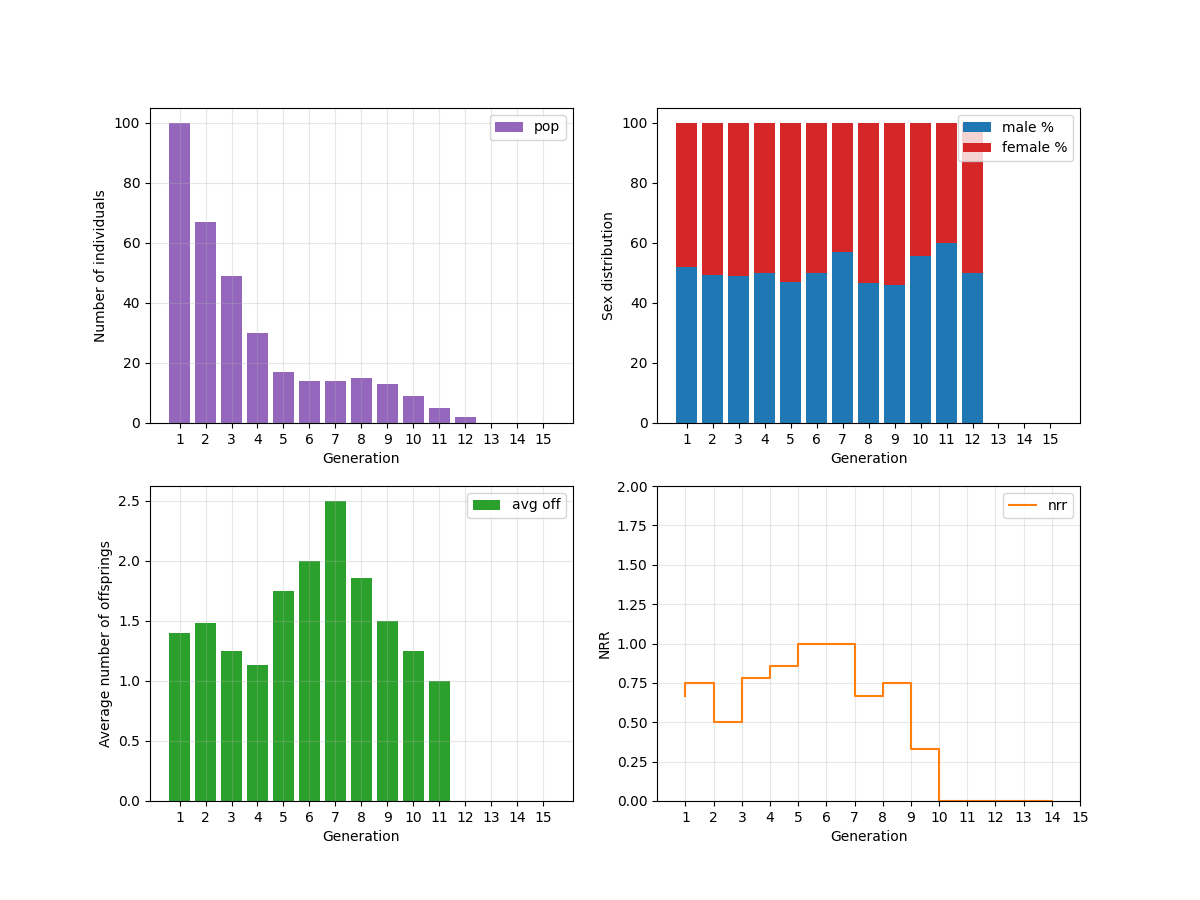 100
80
60
40
20
0
Number of individuals
pop
1 2 3 4 5 6 7 8 9 10 11 12 13 14 15
Generation
100
80
60
40
20
0
Sex distribution
male %
female %
1 2 3 4 5 6 7 8 9 10 11 12 13 14 15
Generation
2.5
2.0
1.5
1.0
0.5
0.0
Average number of offsprings
avg off
1 2 3 4 5 6 7 8 9 10 11 12 13 14 15
Generation
2.00
1.75
1.50
1.25
1.00
0.75
0.50
0.25
0.00
NRR
nrr
1 2 3 4 5 6 7 8 9 10 11 12 13 14 15
Generation